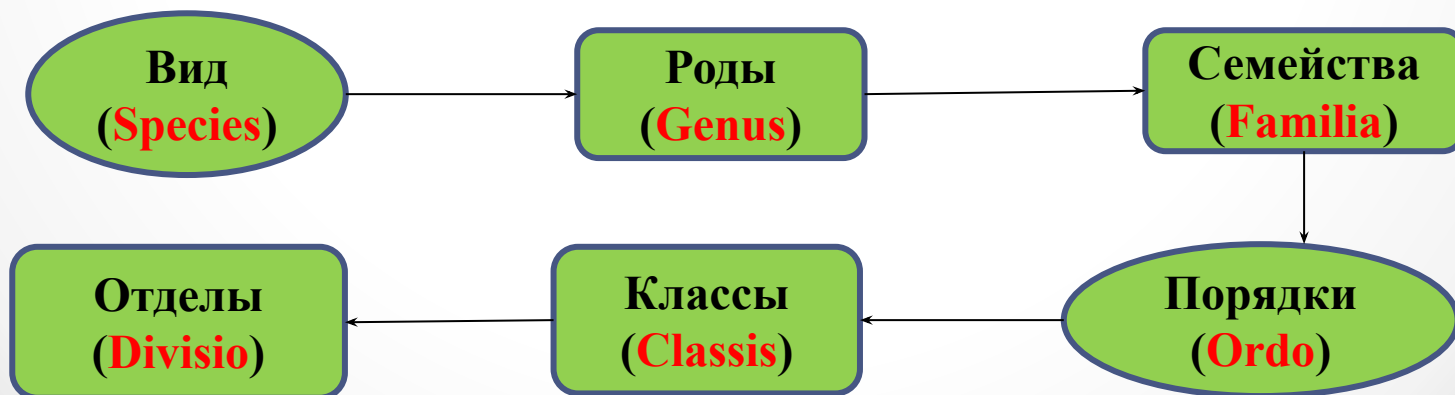 Вид
(Species)
Роды
(Genus)
Семейства
(Familia)
Порядки
(Ordo)
Классы
(Classis)
Отделы
(Divisio)